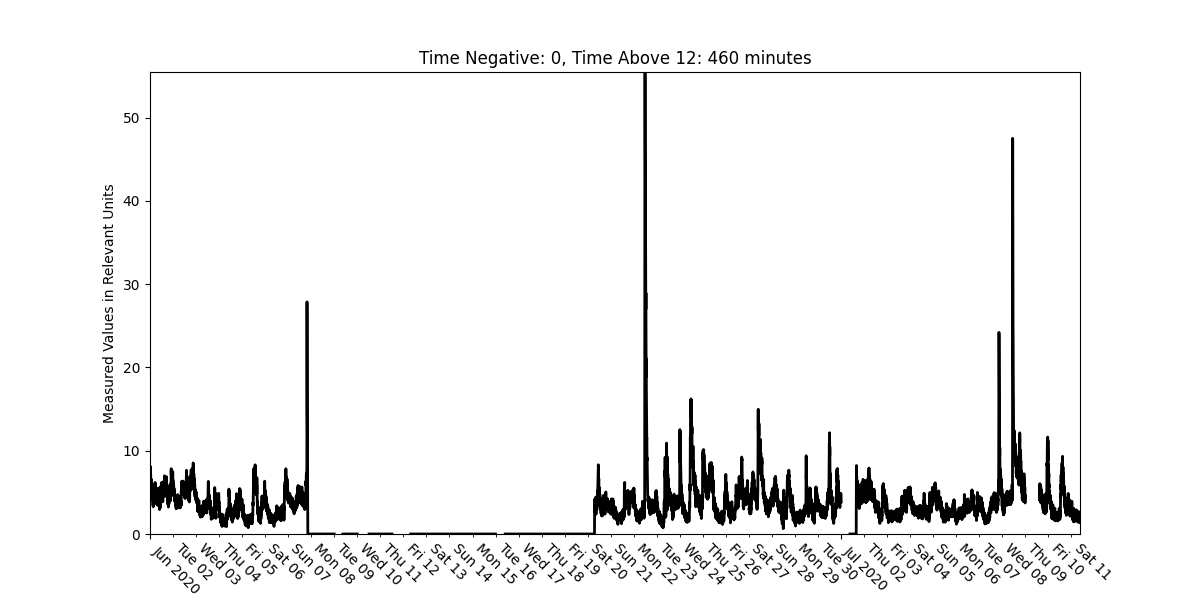 Time Negative: 0, Time Above 12: 460 minutes
Measured Values in Relevant Units
50
40
30
20
10
0
Jun 2020
Tue 02
Wed 03
Thu 04
Fri 05
Sat 06
Sun 07
Mon 08
Tue 09
Wed 10
Thu 11
Fri 12
Sat 13
Sun 14
Mon 15
Tue 16
Wed 17
Thu 18
Fri 19
Sat 20
Sun 21
Mon 22
Tue 23
Wed 24
Thu 25
Fri 26
Sat 27
Sun 28
Mon 29
Tue 30
Jul 2020
Thu 02
Fri 03
Sat 04
Sun 05
Mon 06
Tue 07
Wed 08
Thu 09
Fri 10
Sat 11